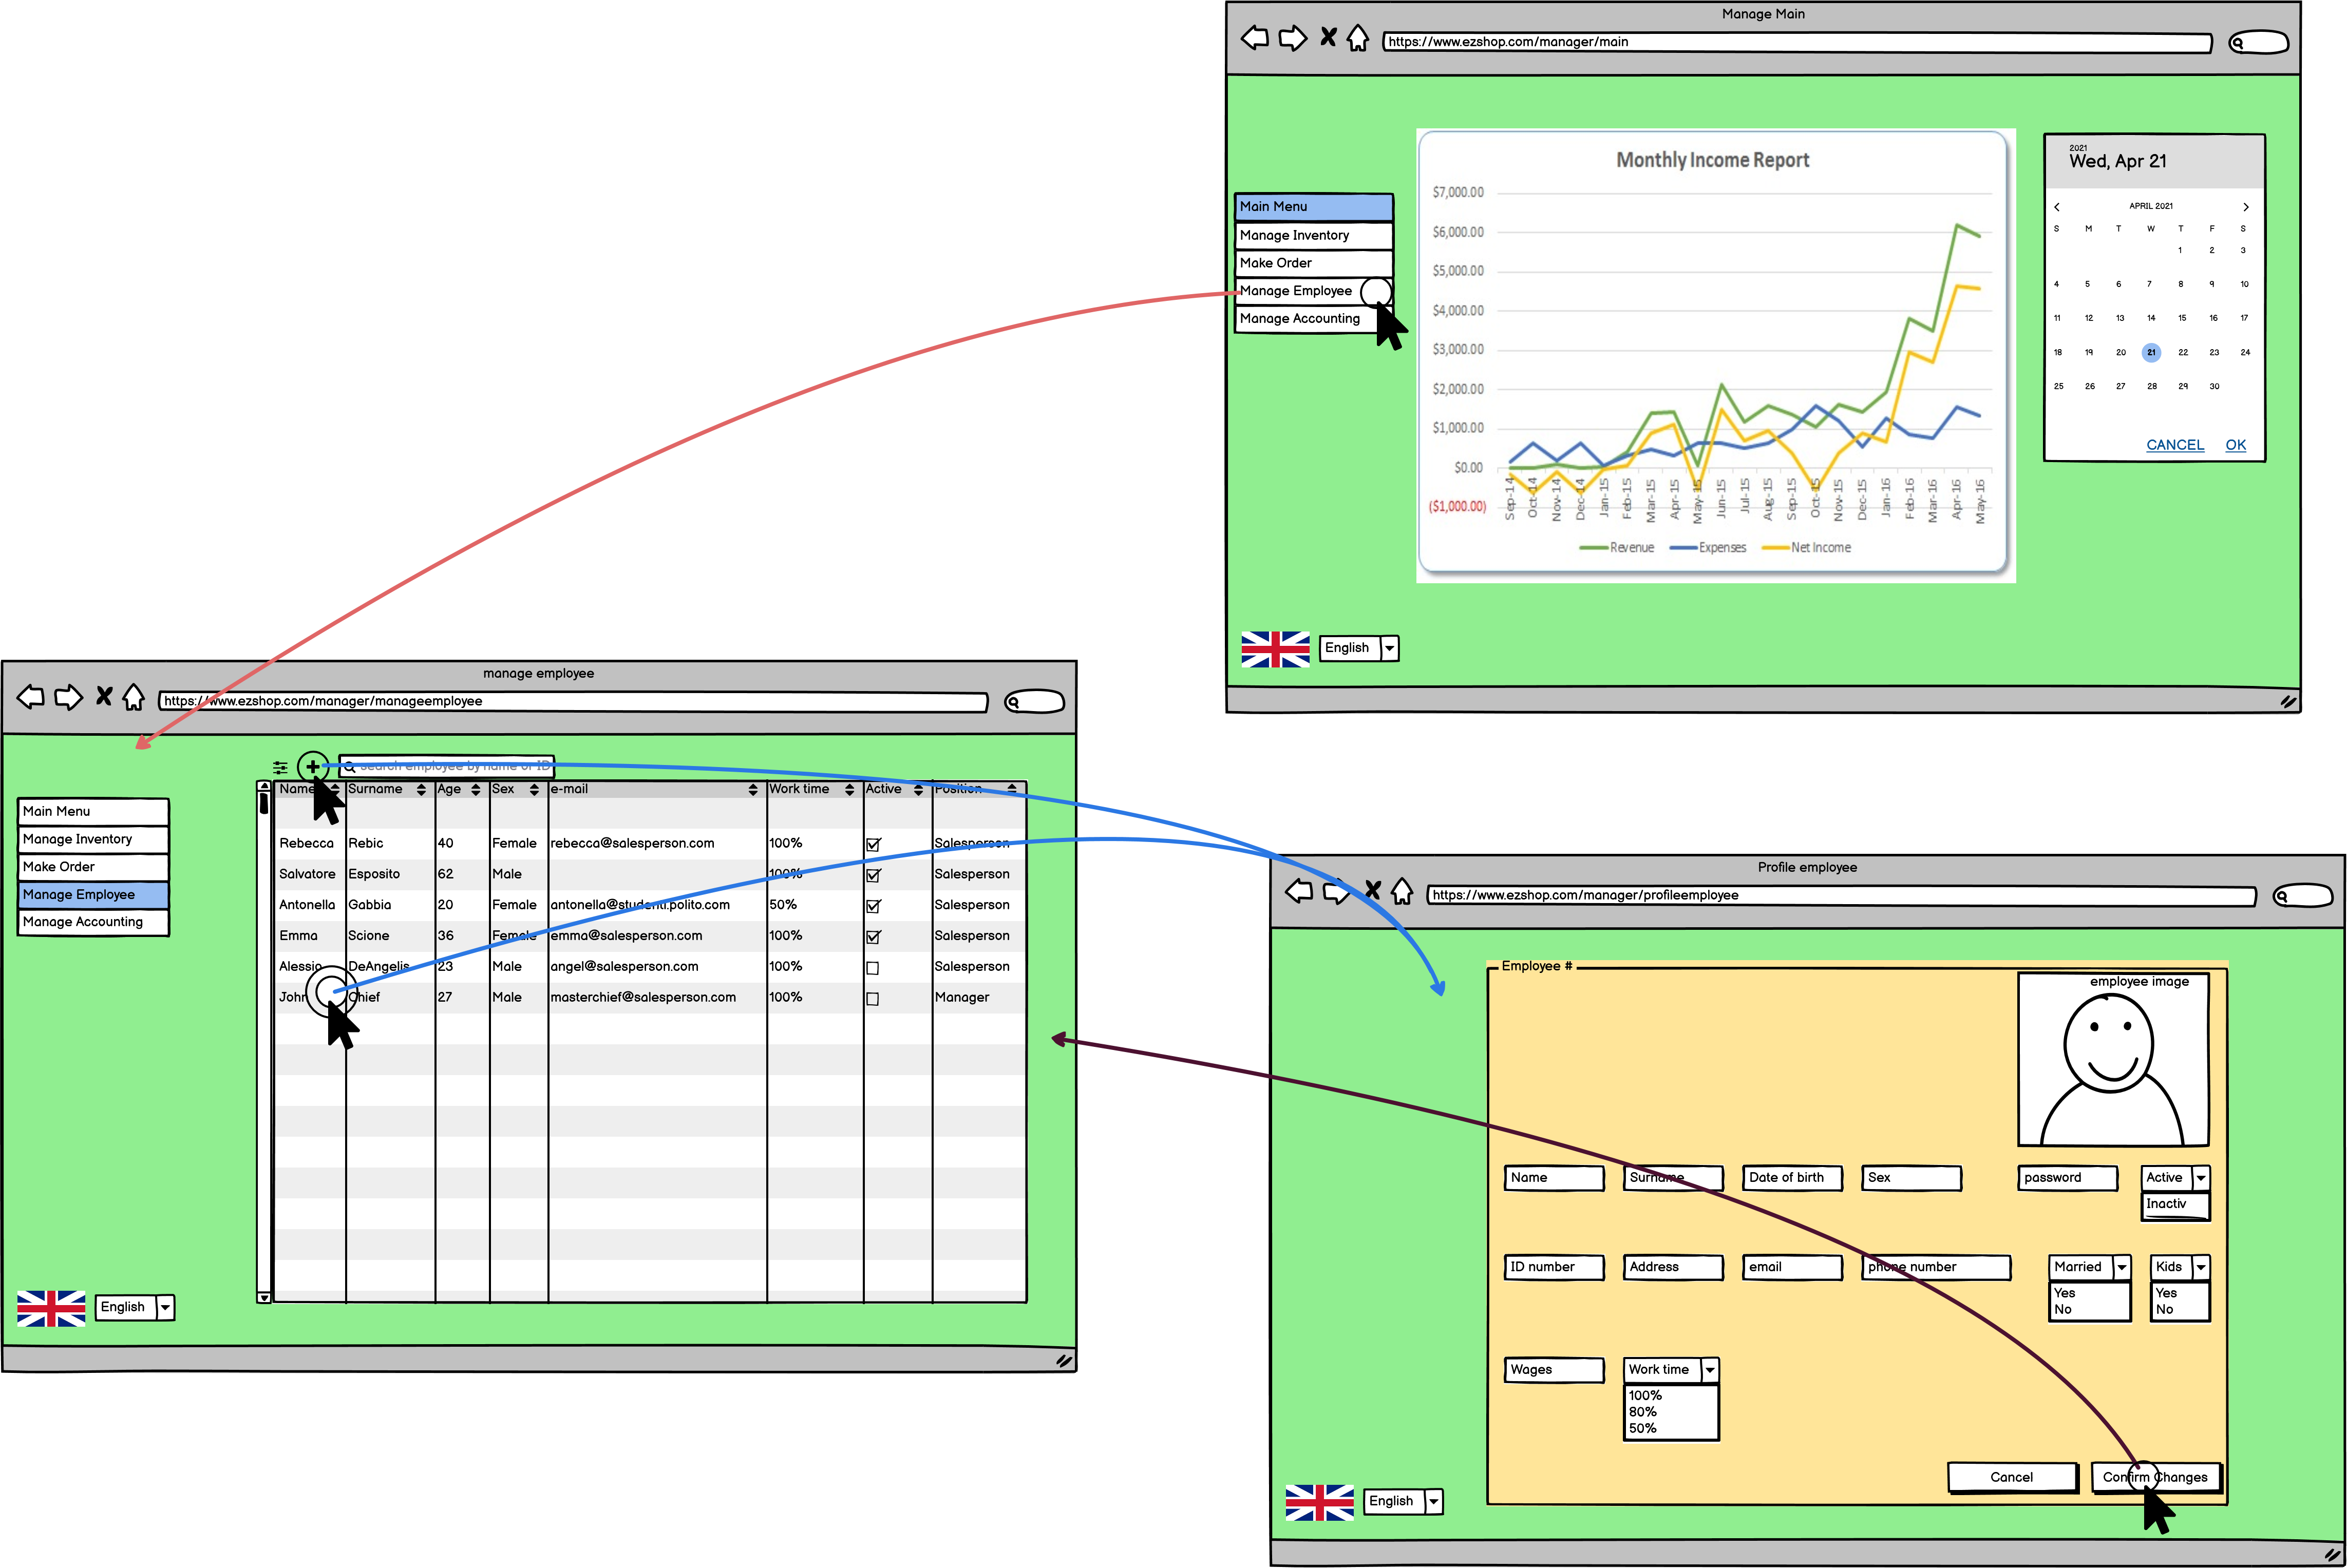 Manage Main
https://www.ezshop.com/manager/main
Main Menu
Manage Inventory
Make Order
Manage Employee
Manage Accounting
Monthly Income Report
$7,000.00
$6,000.00
$5,000.00
$4,000.00
$3,000.00
$2,000.00
$1,000.00
$0.00
($1,000.00)
Sep-14 Oct-14 Nov-14 Dec-14 Jan-15 Feb-15 Mar-15 Apr-15 May-15 Jun-15 Jul-15 Aug-15 Sep-15 Oct-15 Nov-15 Dec-15 Jan-16 Feb-16 Mar-16 Apr-16 May-16
Revenue Expenses Net Income
2021
Wed, Apr 21
APRIL 2021
S M T W T F S
1 2 3
4 5 6 7 8 9 10
11 12 13 14 15 16 17
18 19 20 21 22 23 24
25 26 27 28 29 30
CANCEL OK
English
manage employee
https://www.ezshop.com/manager/manageemployee
search employee by name or ID
Main Menu
Manage Inventory
Make Order
Manage Employee
Manage Accounting
Name Surname Age Sex e-mail Work time Active Position
Rebecca Rebic 40 Female rebecca@salesperson.com 100% Salesperson
Salvatore Esposito 62 Male 100% Salesperson
Antonella Gabbia 20 Female antonella@studenti.polito.com 50% Salesperson
Emma Scione 36 Female emma@salesperson.com 100% Salesperson
Alessio DeAngelis 23 Male angel@salesperson.com 100% Salesperson
John Chief 27 Male masterchief@salesperson.com 100% Manager
English
Profile employee
https://www.ezshop.com/manager/profileemployee
Employee #
employee image
Name Surname Date of birth Sex password Active
Inactiv
ID number Address email phone number Married Kids
Yes Yes
No No
Wages Work time
100%
80%
50%
Cancel Confirm Changes
English